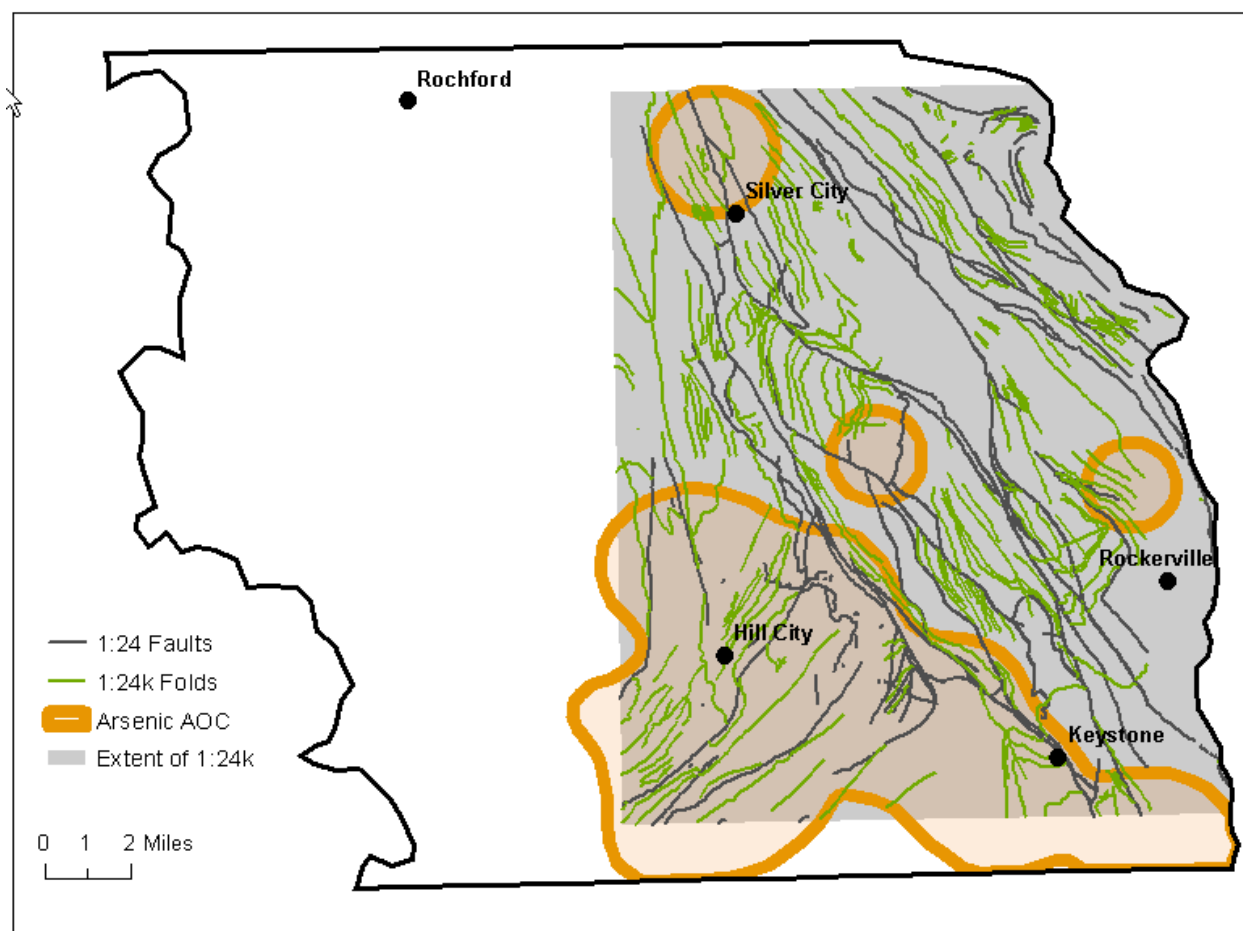 Rochford
Silver City
Rockerville
Hill City
Keystone
1:24 Faults
1:24k Folds
Arsenic AOC
Extent of 1:24k
0 1 2 Miles